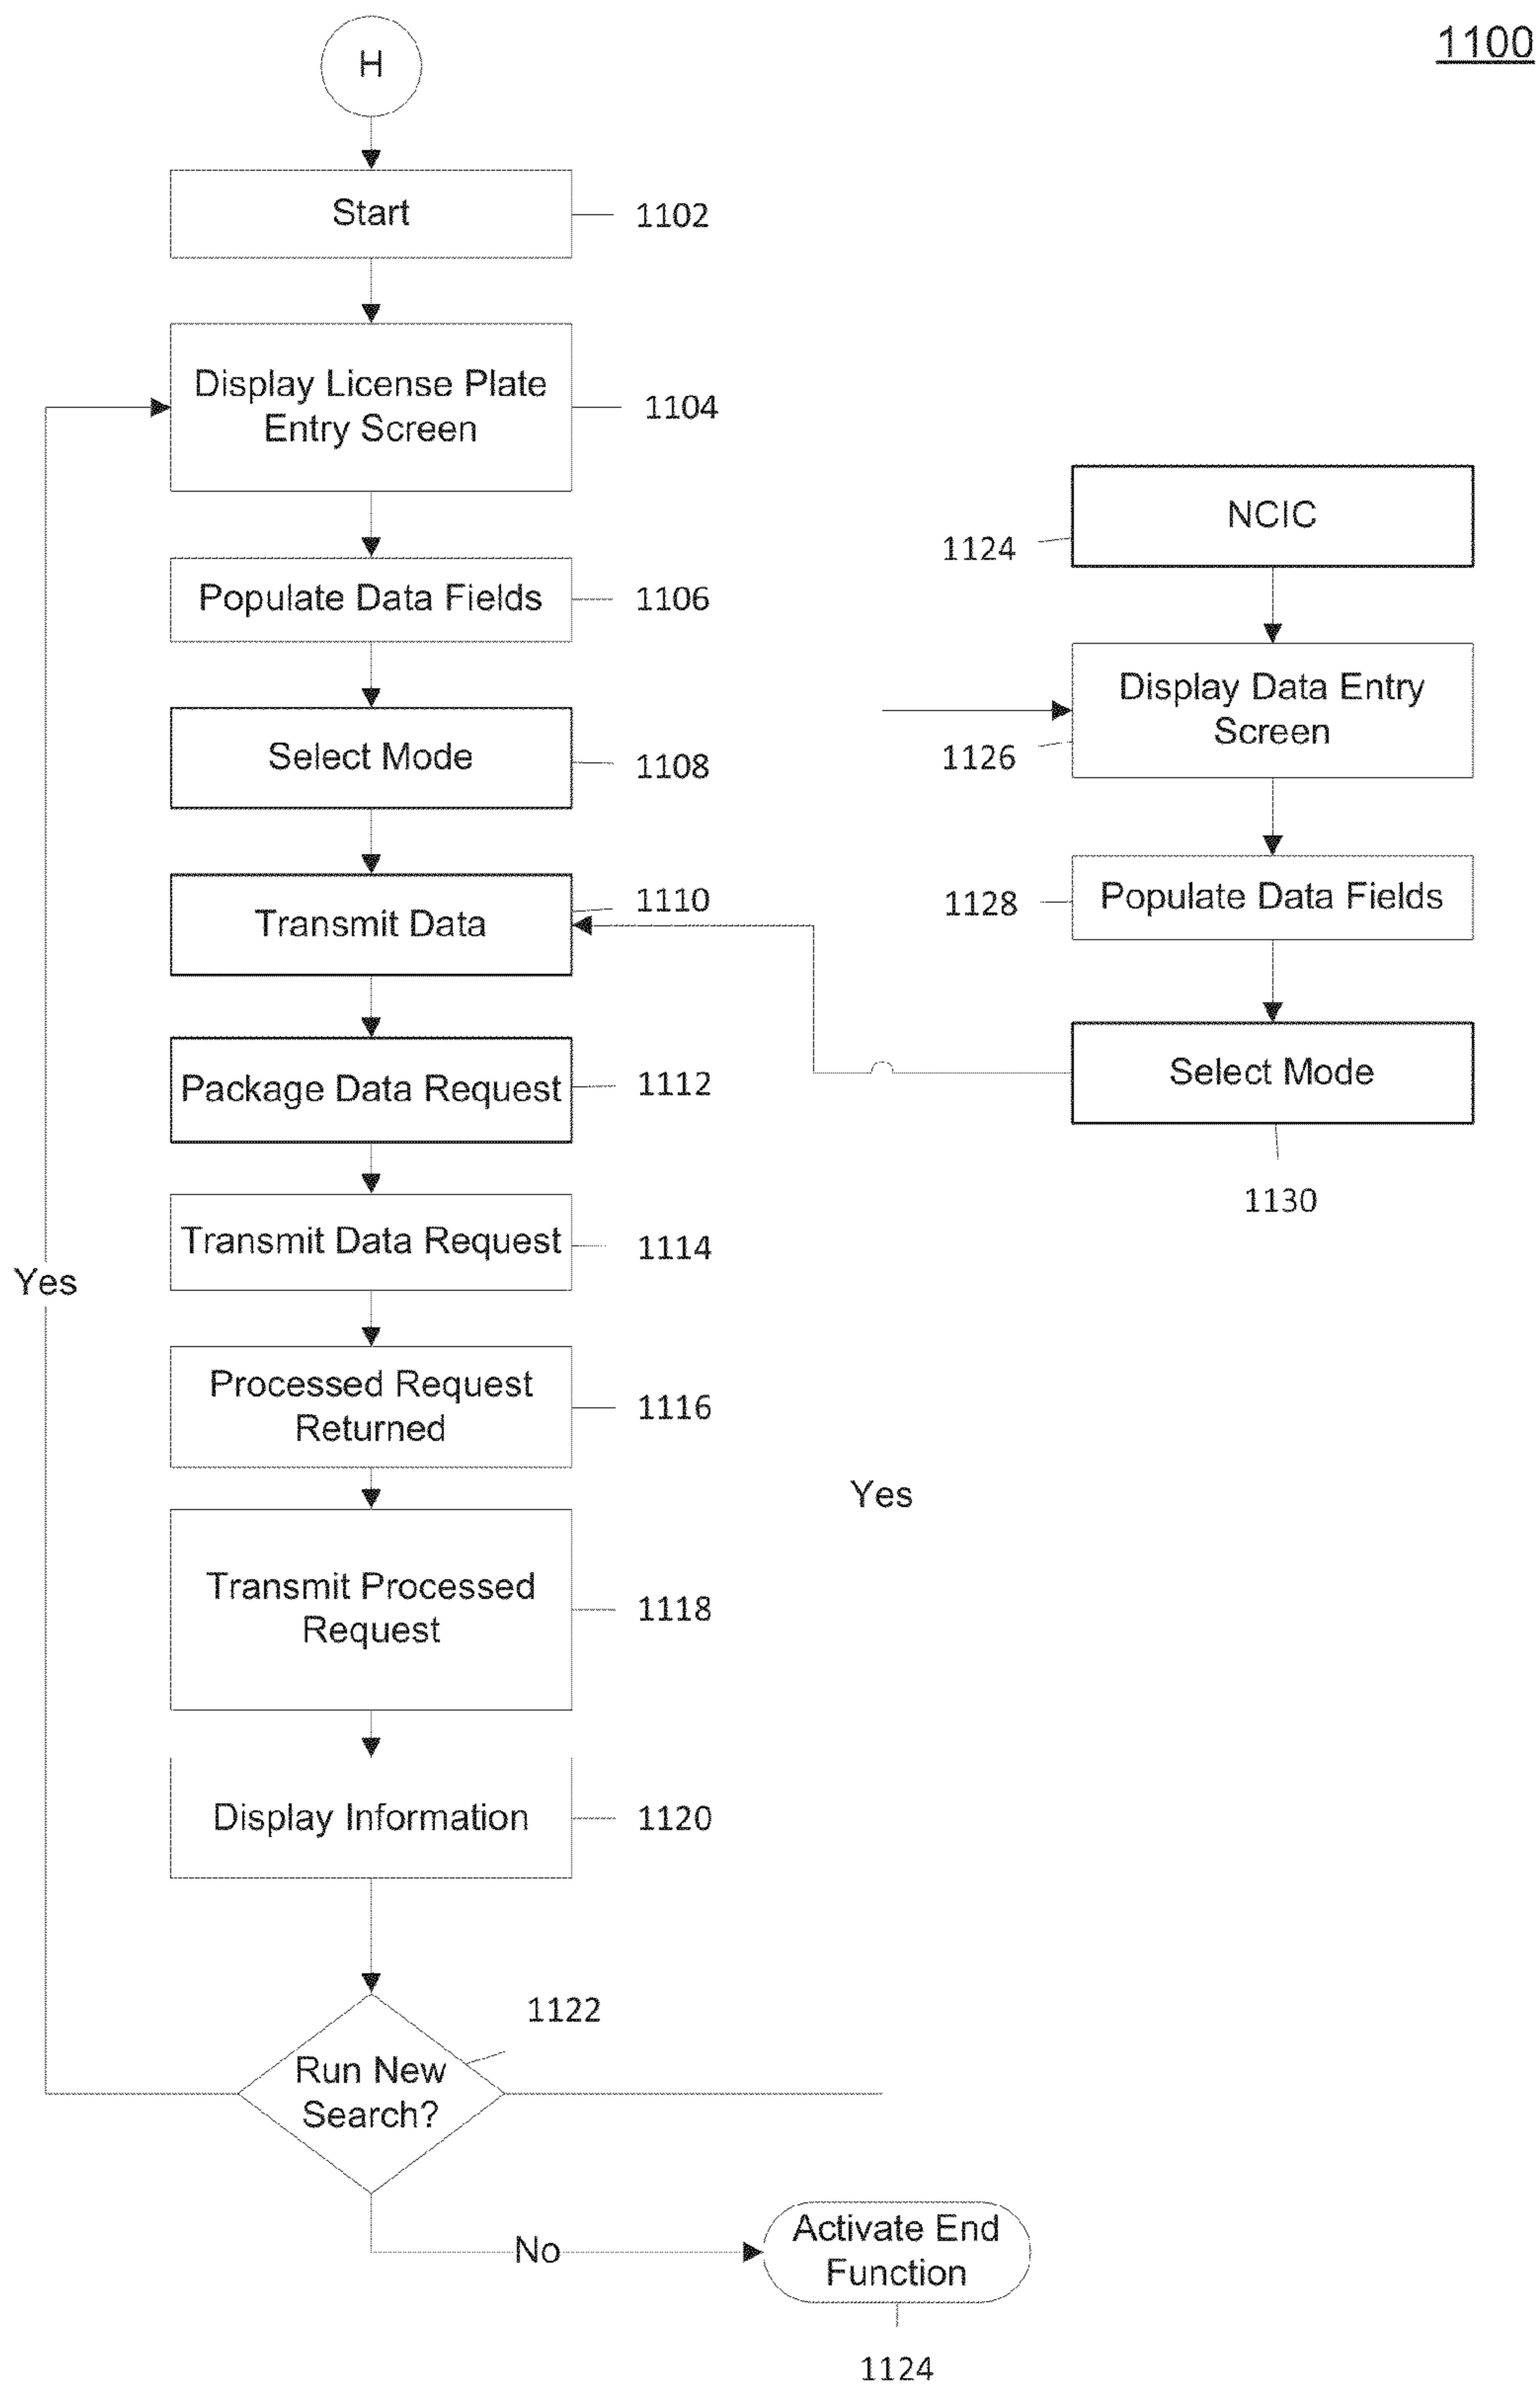 1100
H
Start
1102
Display License Plate
Entry Screen
1104
Populate Data Fields
1106
Select Mode
1108
Transmit Data
1110
Package Data Request
1112
Transmit Data Request
1114
Processed Request
Returned
1116
Transmit Processed
Request
1118
Display Information
1120
Run New
Search?
1122
Yes
Yes
No
Activate End
Function
1124
NCIC
1124
Display Data Entry
Screen
1126
Populate Data Fields
1128
Select Mode
1130